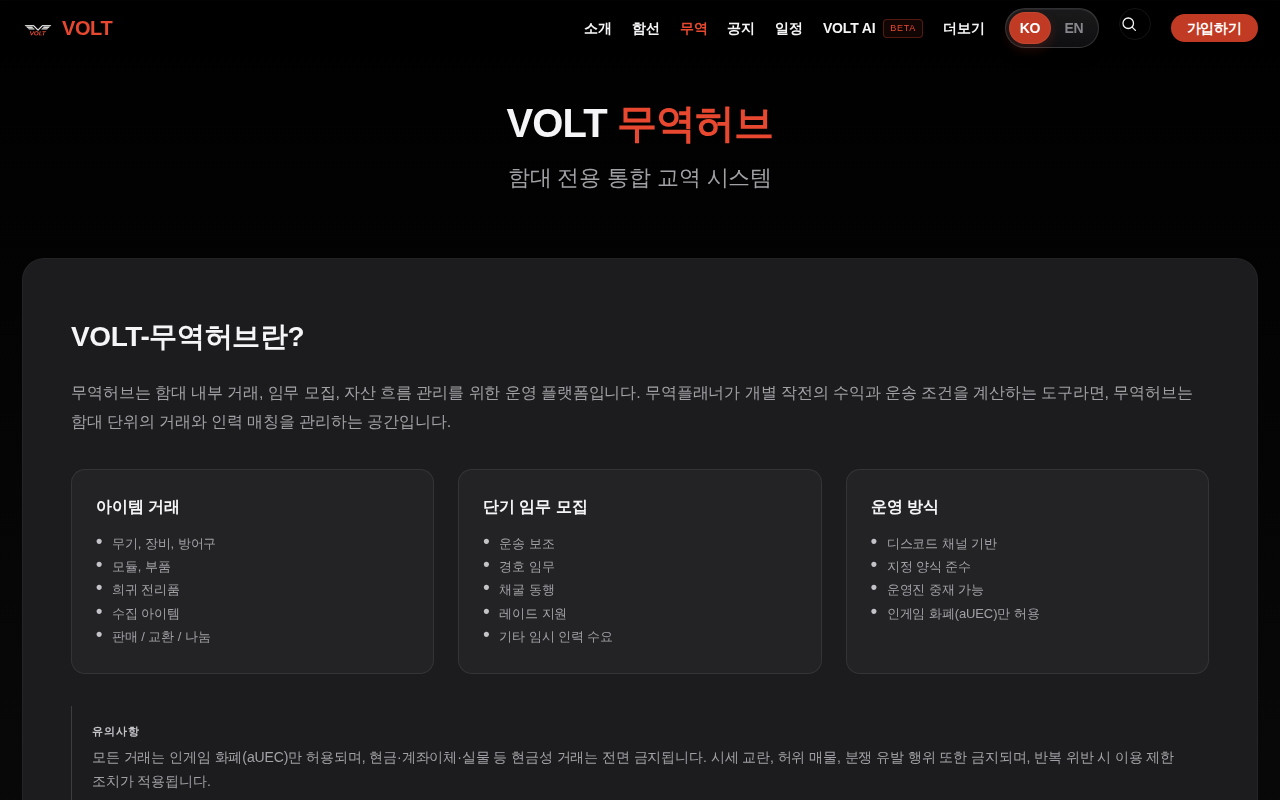 VOLT VOLT 소개 함선 무역 공지 일정 VOLT AI BETA 더보기 KO EN 가입하기
VOLT 무역허브
함대 전용 통합 교역 시스템
VOLT-무역허브란?
무역허브는 함대 내부 거래, 임무 모집, 자산 흐름 관리를 위한 운영 플랫폼입니다. 무역플래너가 개별 작전의 수익과 운송 조건을 계산하는 도구라면, 무역허브는
함대 단위의 거래와 인력 매칭을 관리하는 공간입니다.
아이템 거래
• 무기, 장비, 방어구
• 모듈, 부품
• 희귀 전리품
• 수집 아이템
• 판매 / 교환 / 나눔
단기 임무 모집
• 운송 보조
• 경호 임무
• 채굴 동행
• 레이드 지원
• 기타 임시 인력 수요
운영 방식
• 디스코드 채널 기반
• 지정 양식 준수
• 운영진 중재 가능
• 인게임 화폐(aUEC)만 허용
유의사항
모든 거래는 인게임 화폐(aUEC)만 허용되며, 현금·계좌이체·실물 등 현금성 거래는 전면 금지됩니다. 시세 교란, 허위 매물, 분쟁 유발 행위 또한 금지되며, 반복 위반 시 이용 제한
조치가 적용됩니다.